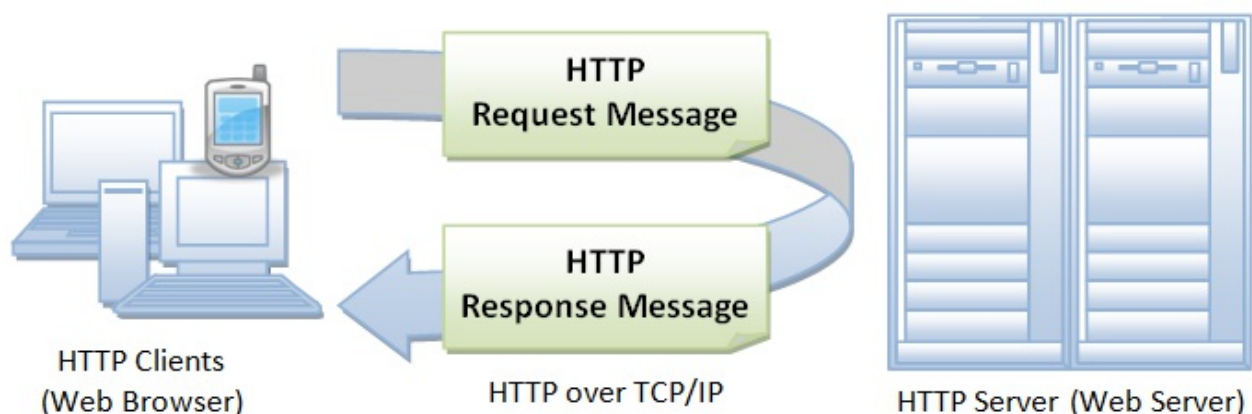 HTTP
Request Message
HTTP
Response Message
HTTP Clients
(Web Browser)
HTTP over TCP/IP
HTTP Server (Web Server)